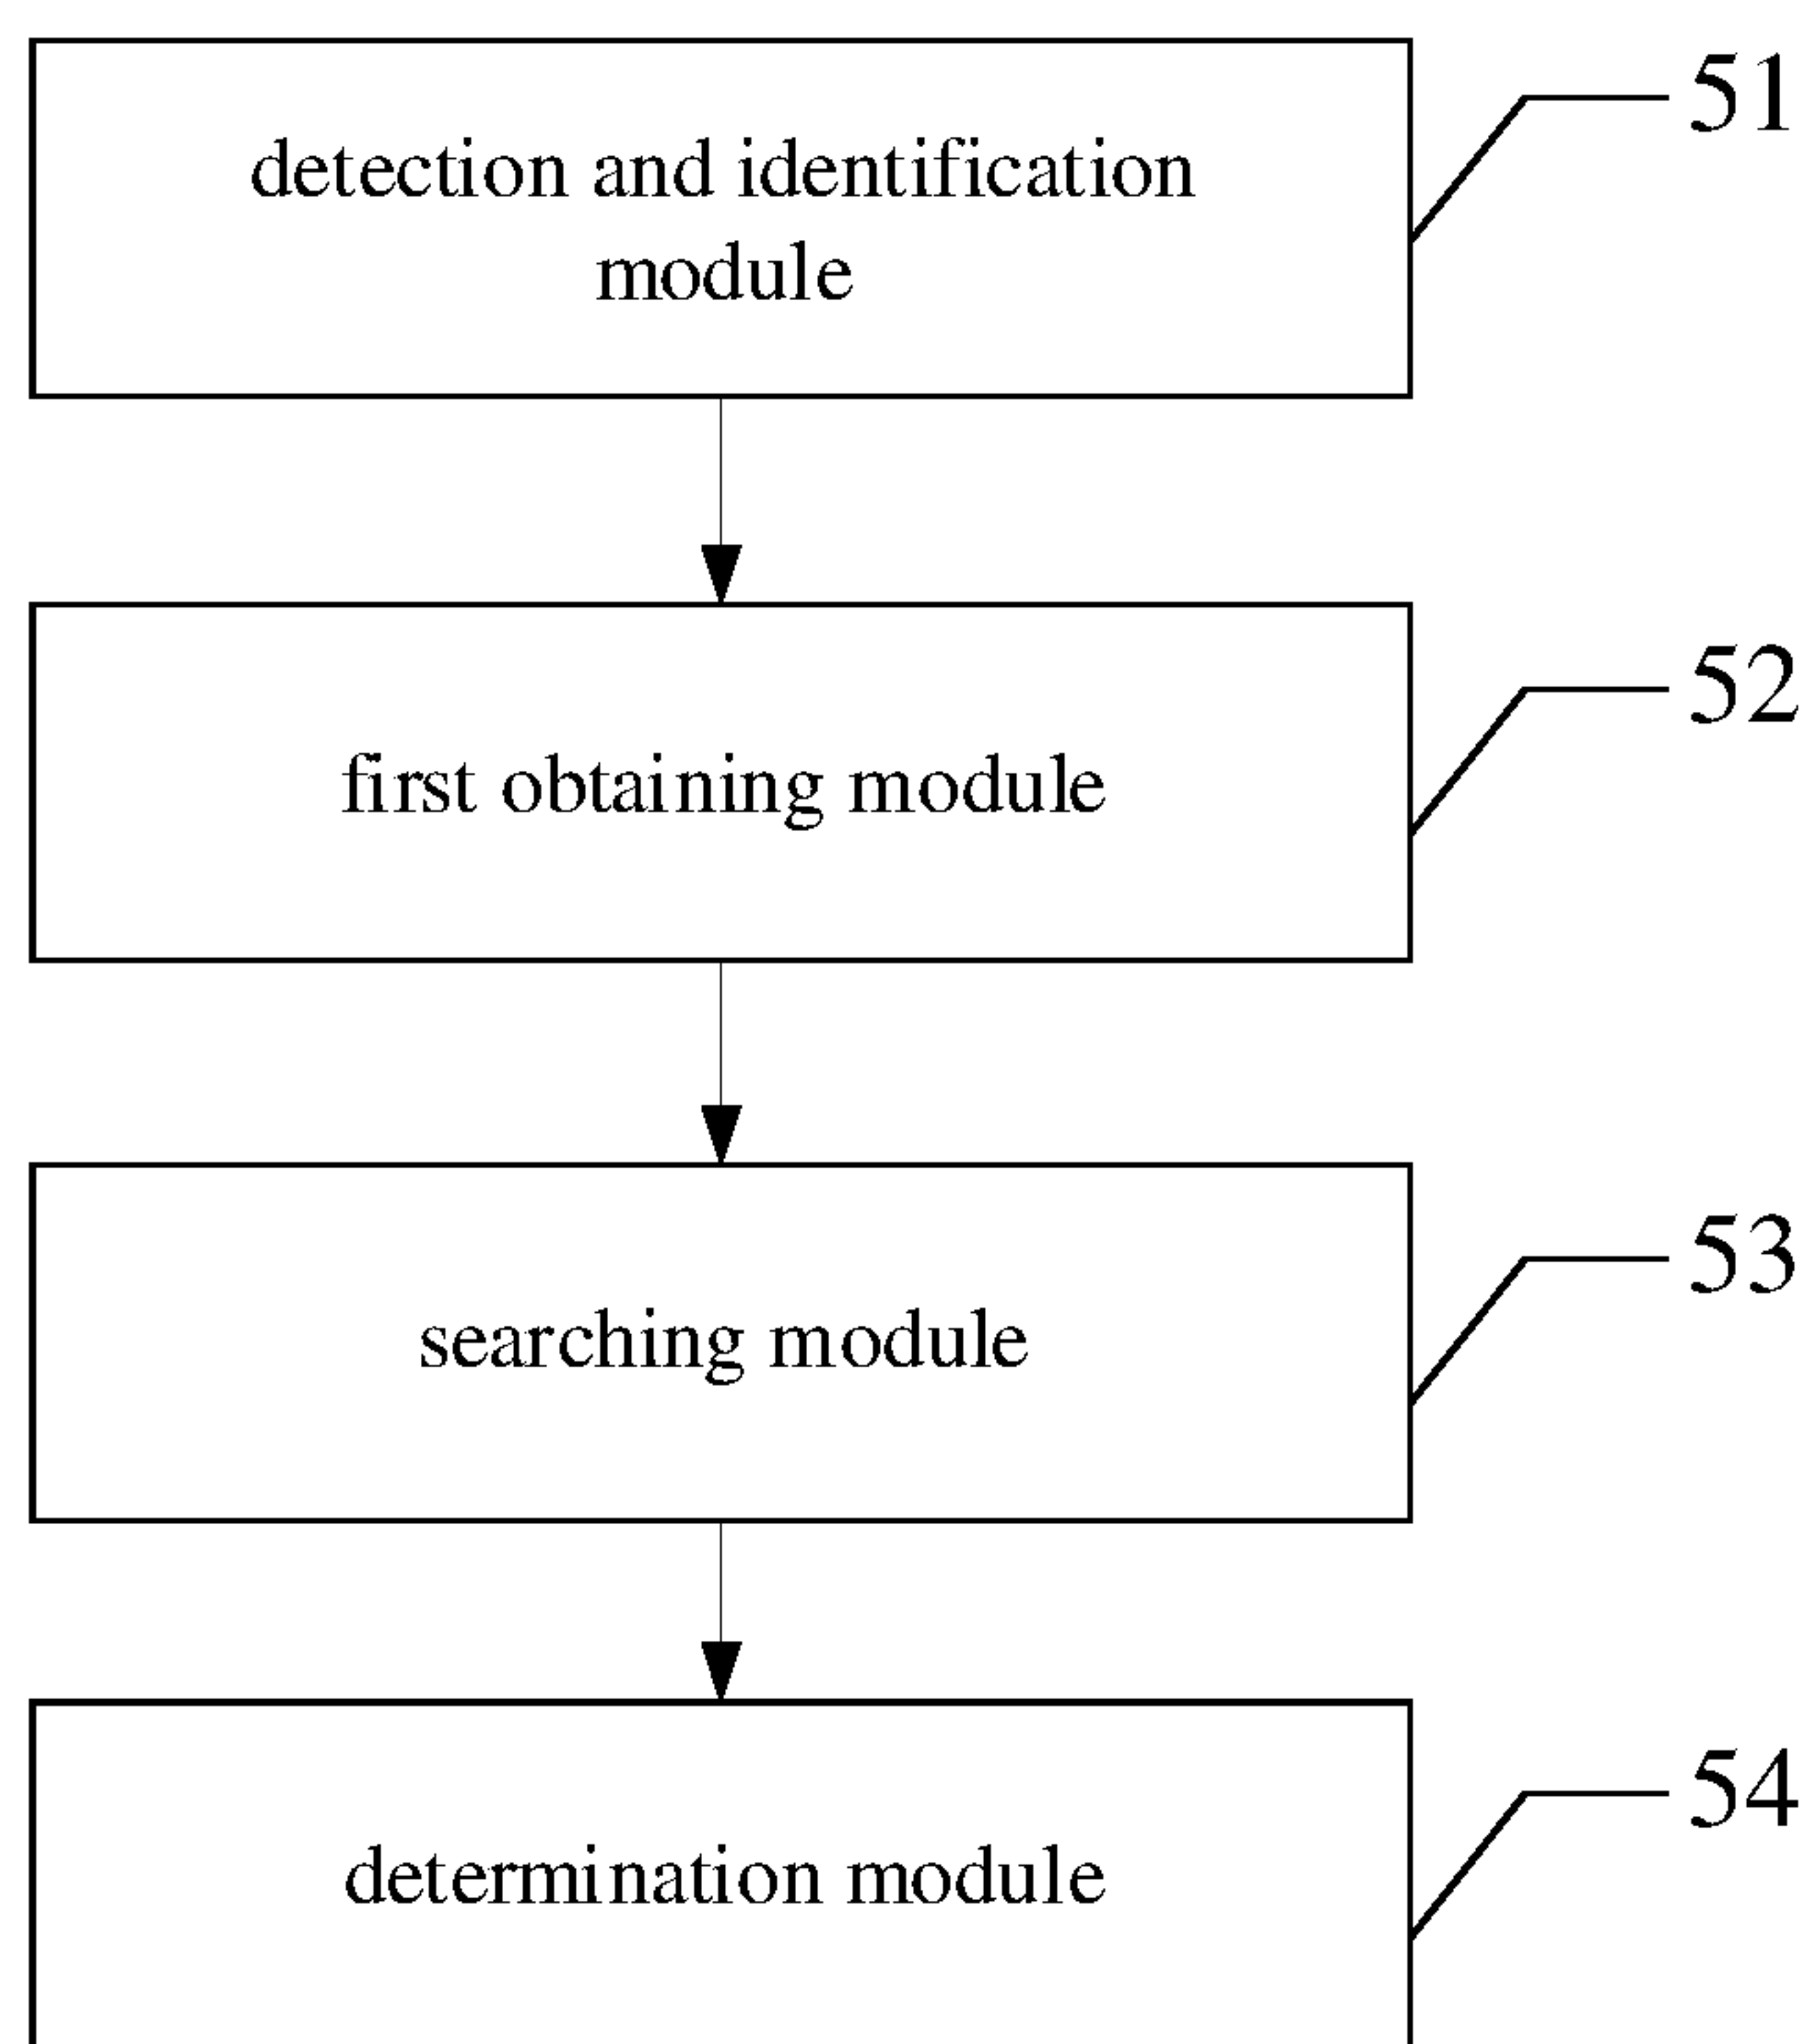 detection and identification
module
51
first obtaining module
52
searching module
53
determination module
54